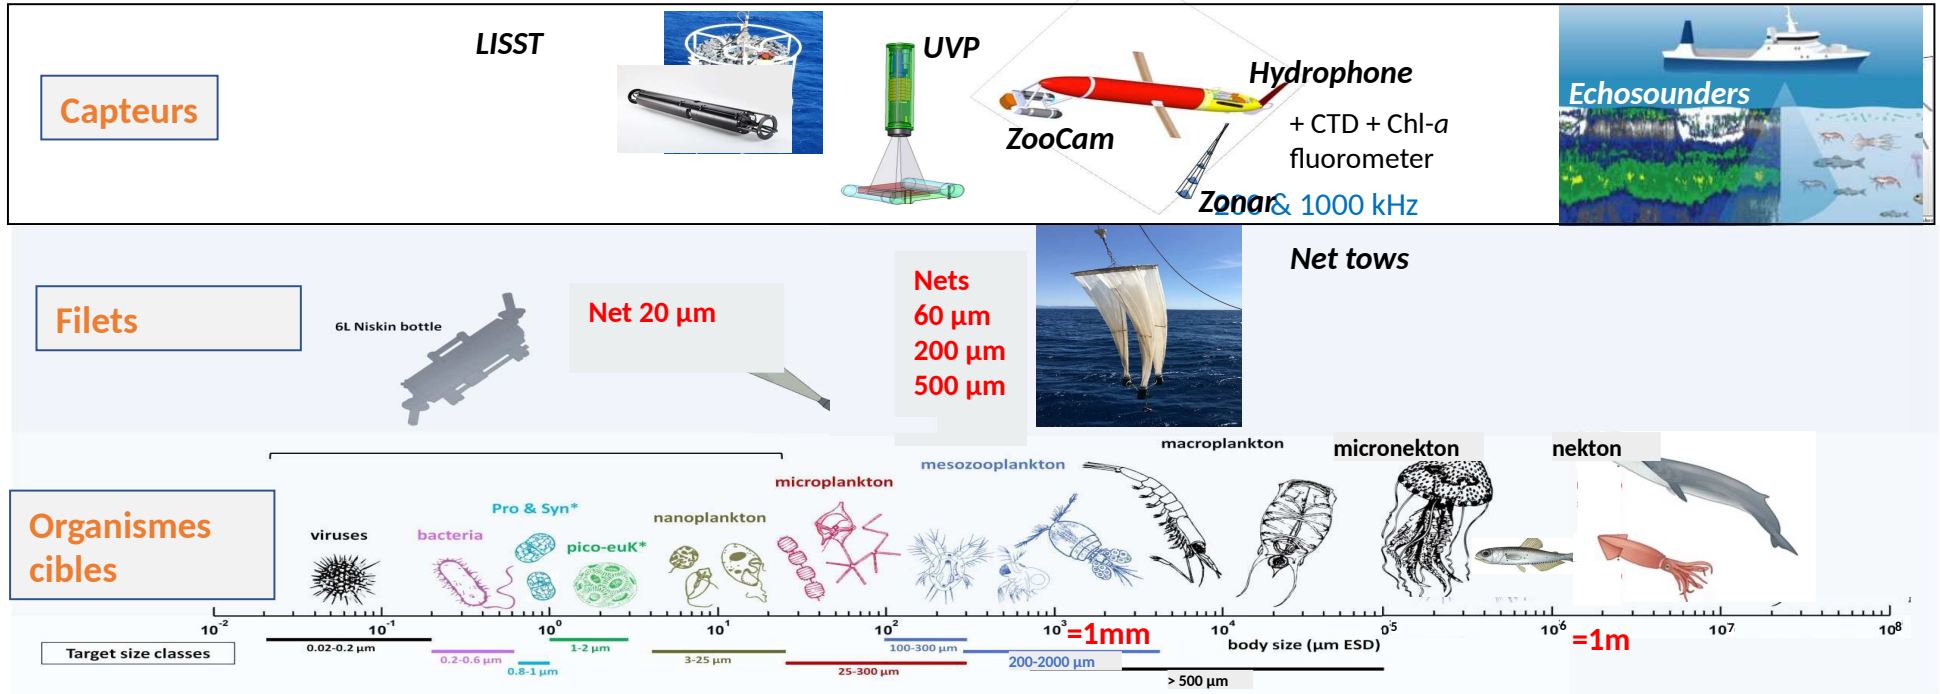 LISST
UVP
Hydrophone
Echosounders
Capteurs
+ CTD + Chl-a
fluorometer
ZooCam
Zonar
200 & 1000 kHz
Net tows
Filets
6L Niskin bottle
Net 20 µm
Nets
60 µm
200 µm
500 µm
macroplankton
micronekton
nekton
mesozooplankton
microplankton
Organismes
cibles
viruses
bacteria
Pro & Syn*
pico-euK*
nanoplankton
10-2 10-1 100 101 102 103 =1mm 104 105 106 =1m 107 108
body size (µm ESD)
Target size classes
0.02-0.2 µm
0.2-0.6 µm
0.8-1 µm
1-2 µm
3-25 µm
25-300 µm
100-300 µm
200-2000 µm
> 500 µm